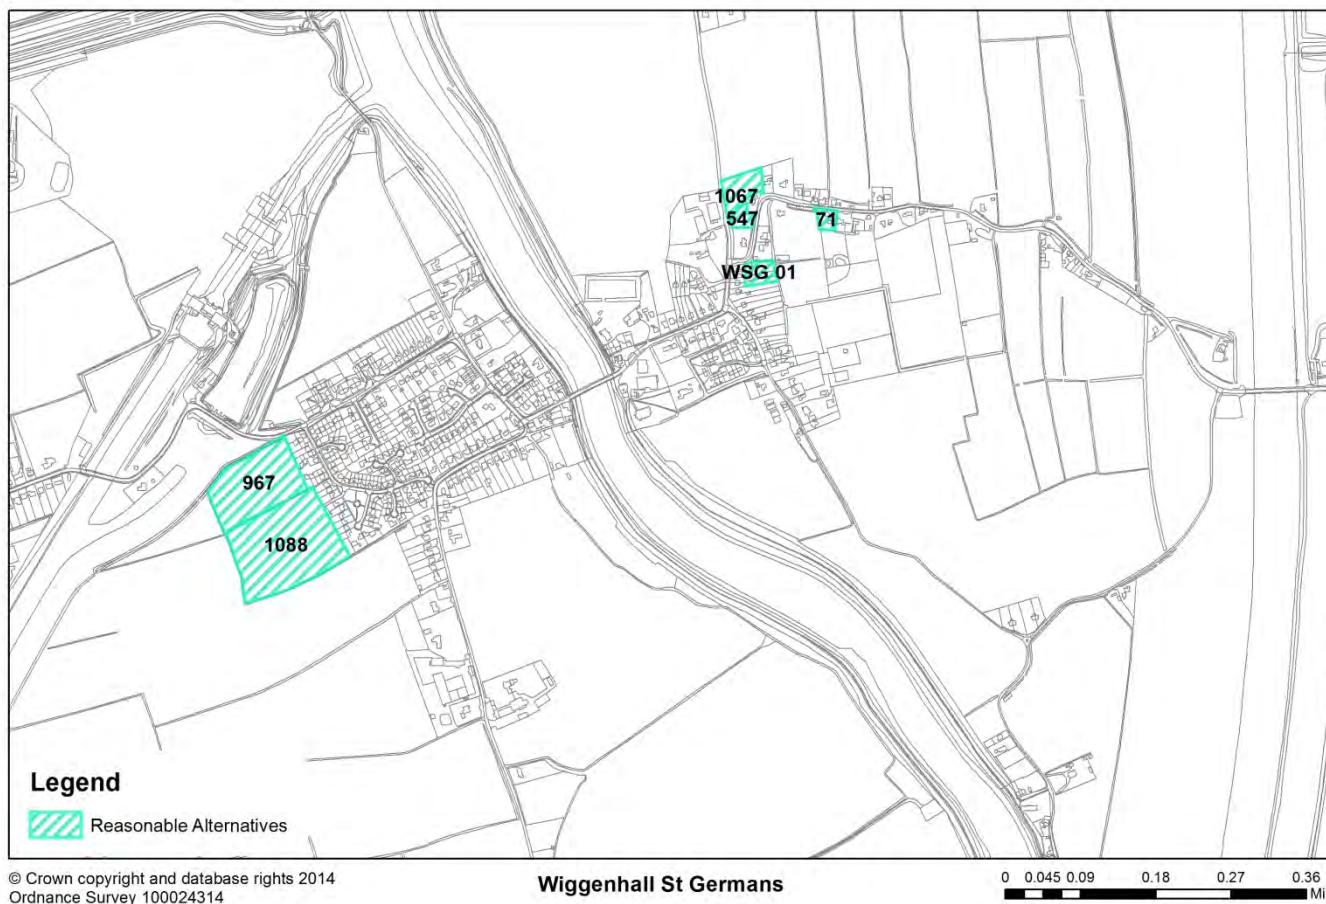 1067
547
71
WSG 01
967
1088
Legend
Reasonable Alternatives
© Crown copyright and database rights 2014
Ordnance Survey 100024314
Wiggenhall St Germans
0 0.045 0.09 0.18 0.27 0.36
Mi